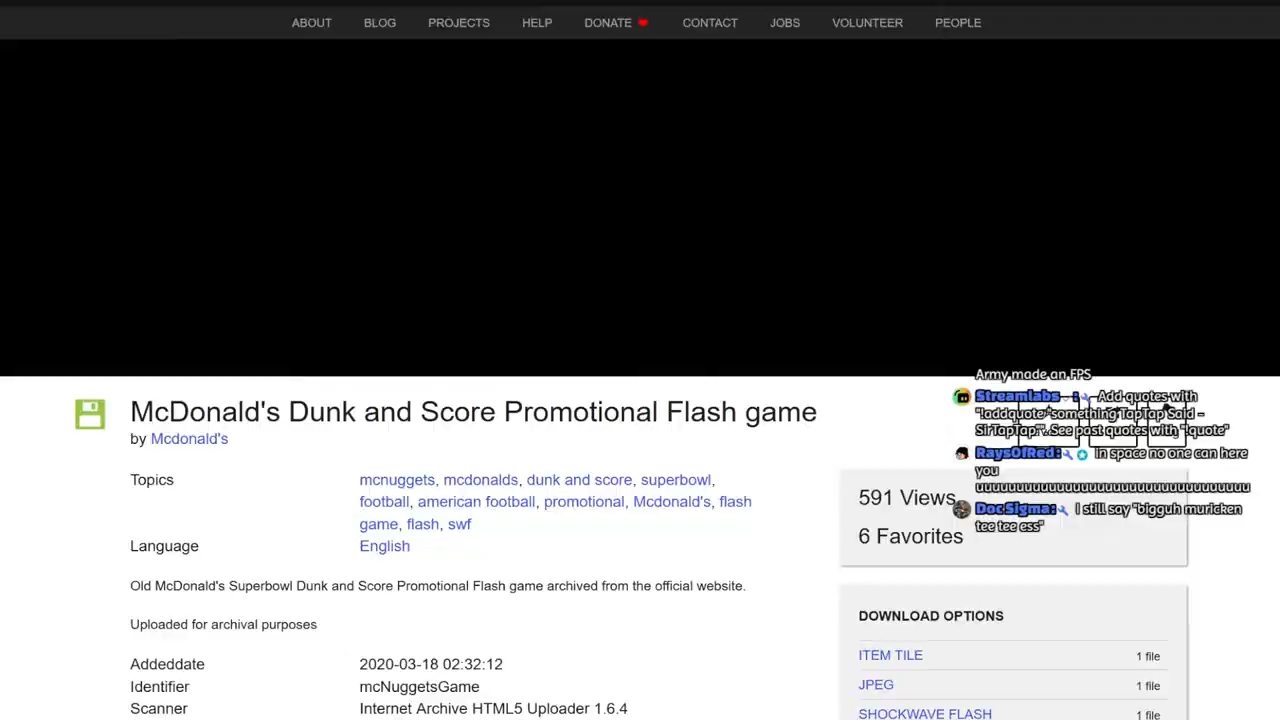 ABOUT BLOG PROJECTS HELP DONATE CONTACT JOBS VOLUNTEER PEOPLE
McDonald's Dunk and Score Promotional Flash game
by Mcdonald's
Topics mcnuggets, mcdonalds, dunk and score, superbowl,
football, american football, promotional, Mcdonald's, flash
game, flash, swf
Language English
Old McDonald's Superbowl Dunk and Score Promotional Flash game archived from the official website.
Uploaded for archival purposes
Addeddate 2020-03-18 02:32:12
Identifier mcNuggetsGame
Scanner Internet Archive HTML5 Uploader 1.6.4
Army made an FPS
Streamlabs: Add quotes with
"!addquote *something TapTap Said -
SirTapTap*". See past quotes with "!quote"
RaysOfRed: In space no one can here
you
uuuuuuuuuuuuuuuuuuuuuuuuuuuuuuuuu
DocSigma: I still say "bigguh muricken
tee tee ess"
591 Views
6 Favorites
DOWNLOAD OPTIONS
ITEM TILE 1 file
JPEG 1 file
SHOCKWAVE FLASH 1 file